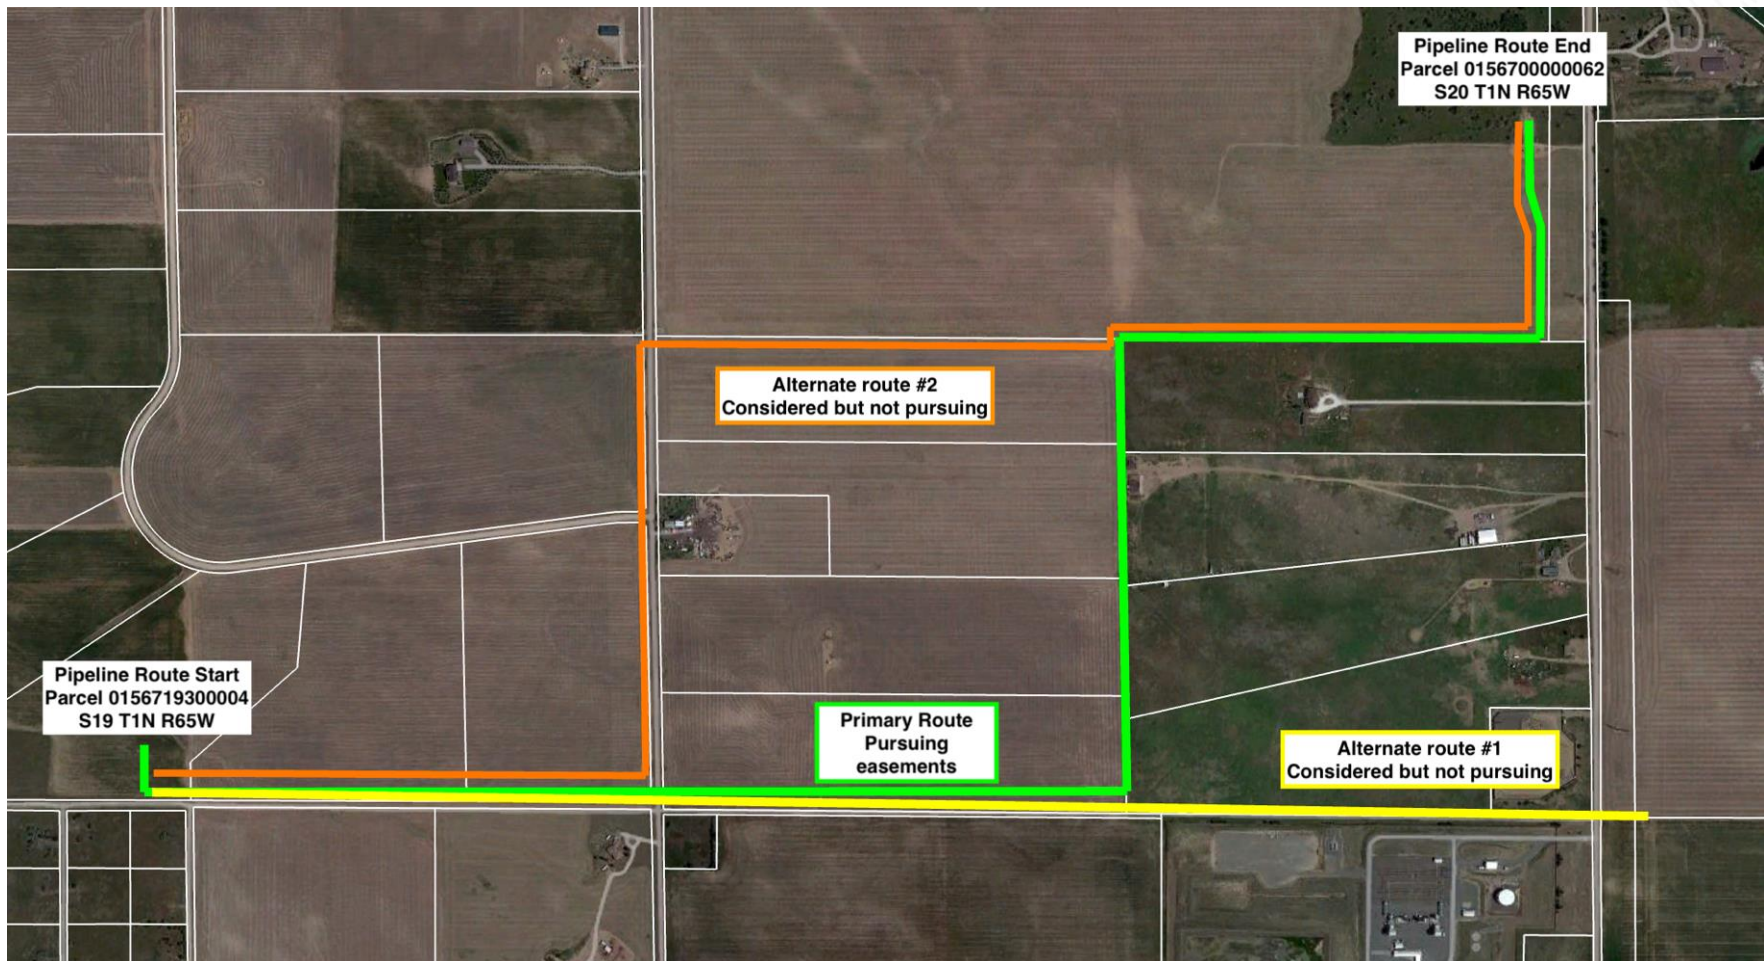 Pipeline Route End
Parcel 0156700000062
S20 T1N R65W
Alternate route #2
Considered but not pursuing
Pipeline Route Start
Parcel 0156719300004
S19 T1N R65W
Primary Route
Pursuing
easements
Alternate route #1
Considered but not pursuing